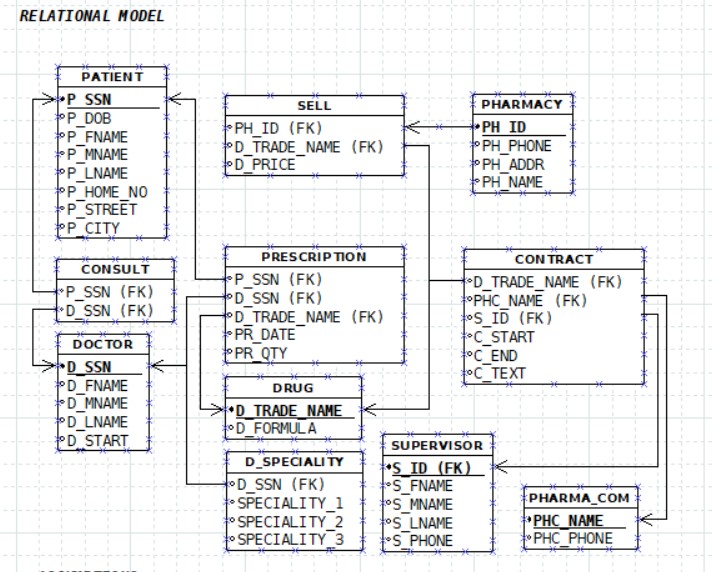 RELATIONAL MODEL
PATIENT
P_SSN
P_DOB
P_FNAME
P_MNAME
P_LNAME
P_HOME_NO
P_STREET
P_CITY
SELL
PH_ID (FK)
D_TRADE_NAME (FK)
D_PRICE
PHARMACY
PH_ID
PH_PHONE
PH_ADDR
PH_NAME
CONSULT
P_SSN (FK)
D_SSN (FK)
PRESCRIPTION
P_SSN (FK)
D_SSN (FK)
D_TRADE_NAME (FK)
PR_DATE
PR_QTY
CONTRACT
D_TRADE_NAME (FK)
PHC_NAME (FK)
S_ID (FK)
C_START
C_END
C_TEXT
DOCTOR
D_SSN
D_FNAME
D_MNAME
D_LNAME
D_START
DRUG
D_TRADE_NAME
D_FORMULA
D_SPECIALITY
D_SSN (FK)
SPECIALITY_1
SPECIALITY_2
SPECIALITY_3
SUPERVISOR
S_ID (FK)
S_FNAME
S_MNAME
S_LNAME
S_PHONE
PHARMA_COM
PHC_NAME
PHC_PHONE